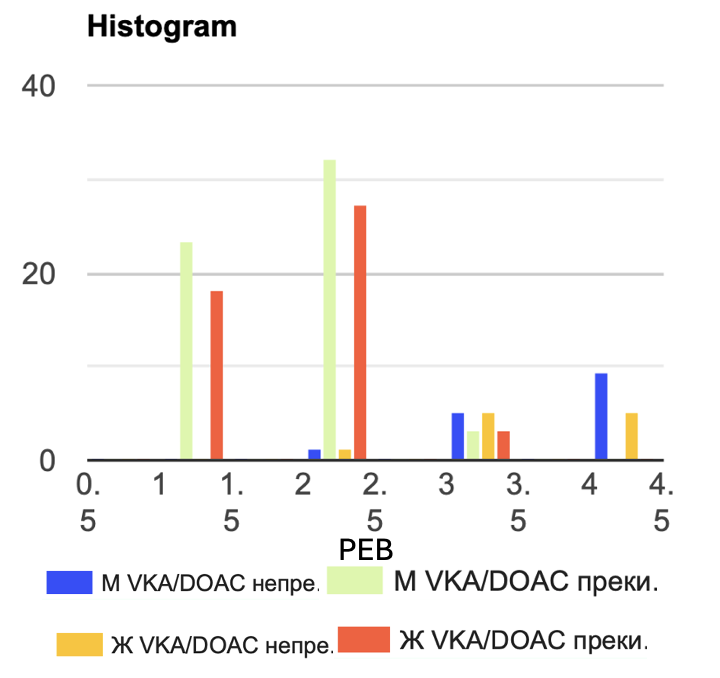 Histogram
40
20
0
0. 1 1. 2 2. 3 3. 4 4.
5 5 5 5 5
РЕВ
М VKA/DOAC непре. М VKA/DOAC преки.
Ж VKA/DOAC непре. Ж VKA/DOAC преки.